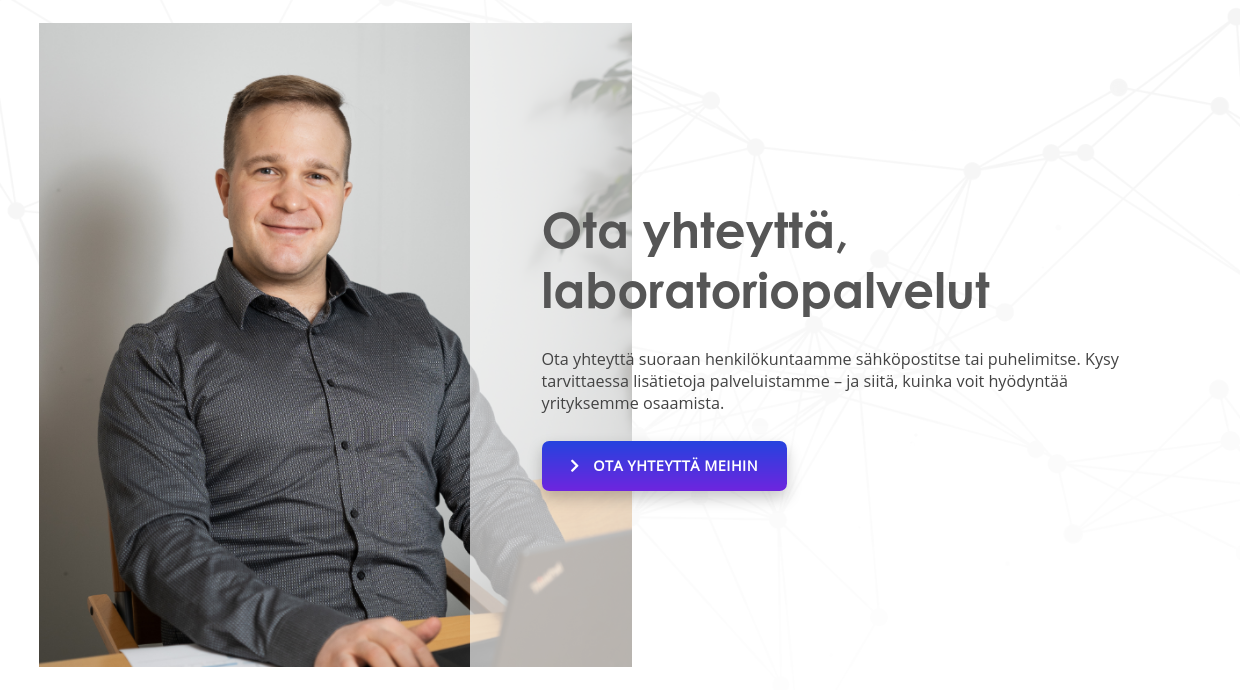 Ota yhteyttä,
laboratoriopalvelut
Ota yhteyttä suoraan henkilökuntaamme sähköpostitse tai puhelimitse. Kysy
tarvittaessa lisätietoja palveluistamme – ja siitä, kuinka voit hyödyntää
yrityksemme osaamista.
OTA YHTEYTTÄ MEIHIN